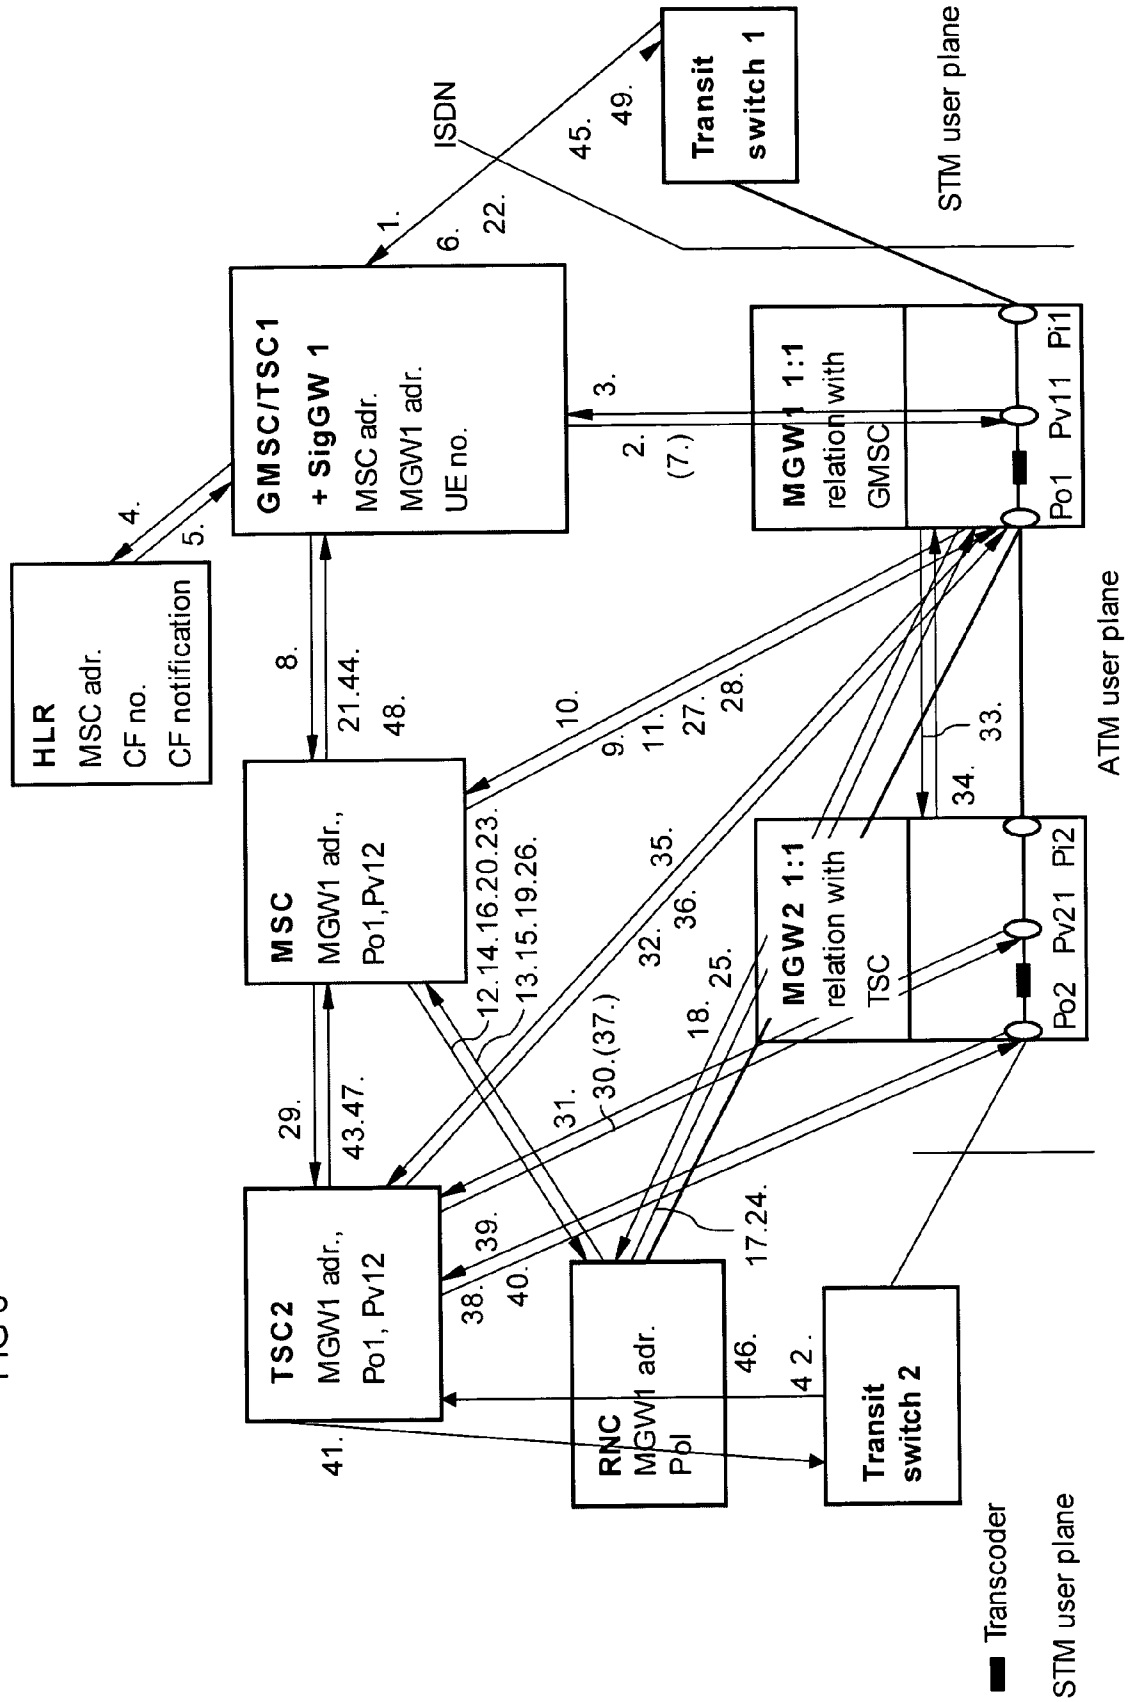 HLR
MSC adr.
CF no.
CF notification
4.
5.
GMSC/TSC1
+ SigGW 1
MSC adr.
MGW1 adr.
UE no.
1.
6.
22.
ISDN
45.
49.
Transit
switch 1
STM user plane
8.
21.44.
48.
MSC
MGW1 adr.,
Po1,Pv12
29.
43.47.
TSC2
MGW1 adr.,
Po1, Pv12
41.
2.
(7.)
3.
10.
9.
11.
27.
28.
12.14.16.20.23.
13.15.19.26.
35.
32.
36.
31.
30.(37.)
39.
38.
40.
18.
25.
17.24.
33.
34.
MGW1 1:1
relation with
GMSC
Po1 Pv11 Pi1
MGW2 1:1
relation with
TSC
Po2 Pv21 Pi2
ATM user plane
RNC
MGW1 adr.
Pol
46.
4 2.
Transit
switch 2
Transcoder
STM user plane